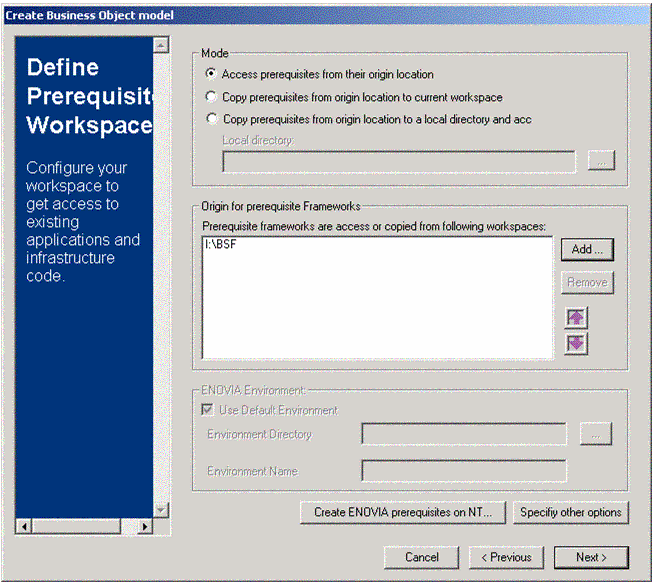 Create Business Object model
Define
Prerequisit
Workspace
Configure your
workspace to
get access to
existing
applications and
infrastructure
code.
Mode
Access prerequisites from their origin location
Copy prerequisites from origin location to current workspace
Copy prerequisites from origin location to a local directory and acc
Local directory:
...
Origin for prerequisite Frameworks
Prerequisite frameworks are access or copied from following workspaces:
I:\BSF
Add ...
Remove
ENOVIA Environment:
Use Default Environment
Environment Directory
...
Environment Name
Create ENOVIA prerequisites on NT...
Specifiy other options
Cancel
< Previous
Next >